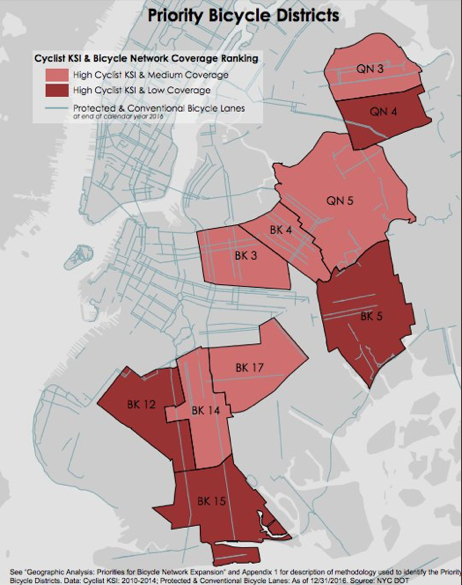 Priority Bicycle Districts
Cyclist KSI & Bicycle Network Coverage Ranking
High Cyclist KSI & Medium Coverage
High Cyclist KSI & Low Coverage
Protected & Conventional Bicycle Lanes
at end of calendar year 2016
QN 3
QN 4
QN 5
BK 4
BK 3
BK 5
BK 17
BK 12
BK 14
BK 15
See "Geographic Analysis: Priorities for Bicycle Network Expansion" and Appendix 1 for description of methodology used to identify the Priority
Bicycle Districts. Data: Cyclist KSI: 2010-2014; Protected & Conventional Bicycle Lanes: As of 12/31/2016. Source: NYC DOT